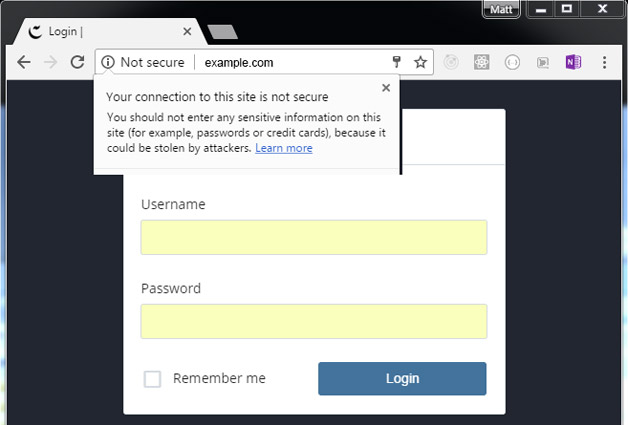 Matt
Login |
Not secure
example.com
Your connection to this site is not secure
You should not enter any sensitive information on this
site (for example, passwords or credit cards), because it
could be stolen by attackers. Learn more
Username
Password
Remember me
Login